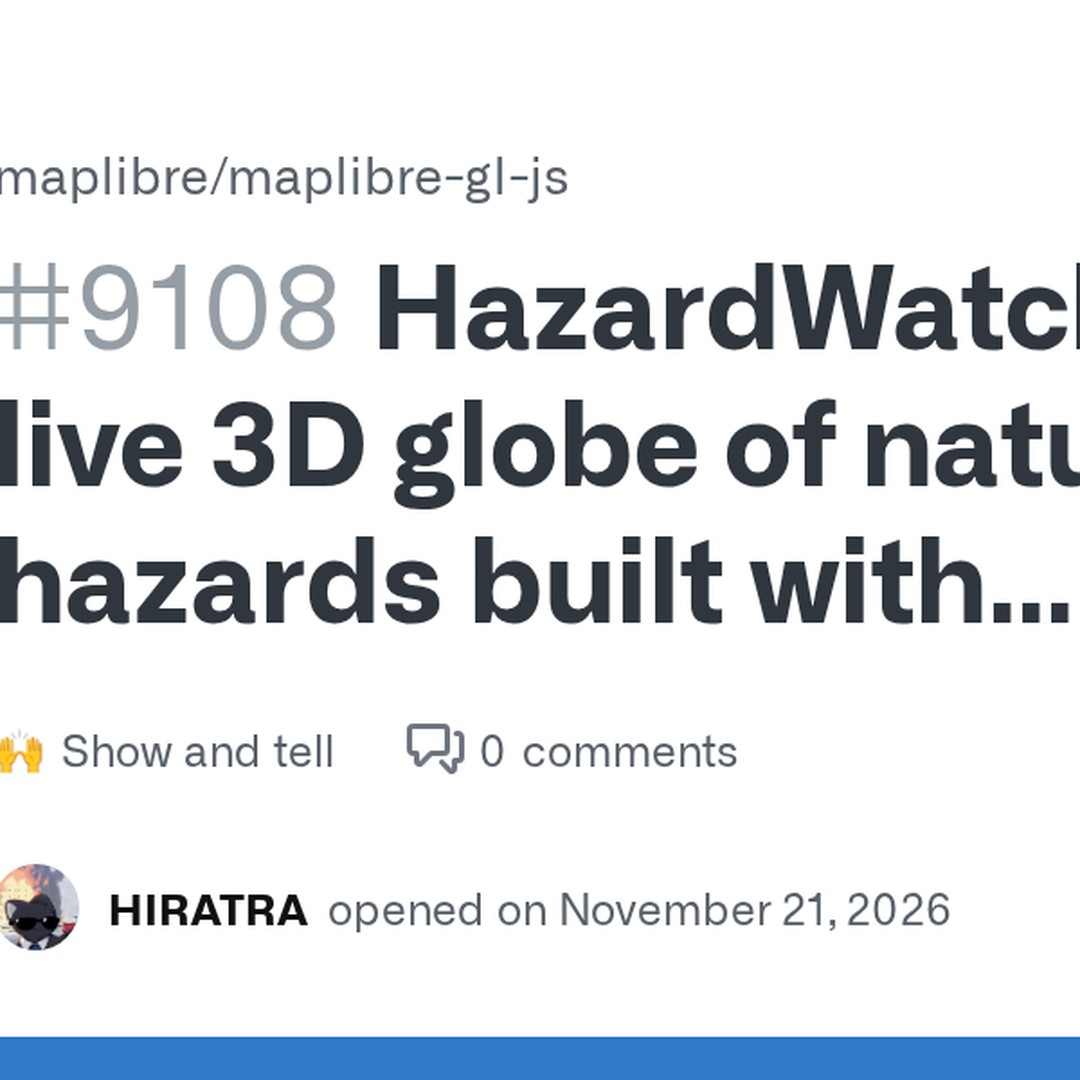 maplibre/maplibre-gl-js
#9108 HazardWatch
live 3D globe of natu
hazards built with...
🙌 Show and tell 0 comments
HIRATRA opened on November 21, 2026